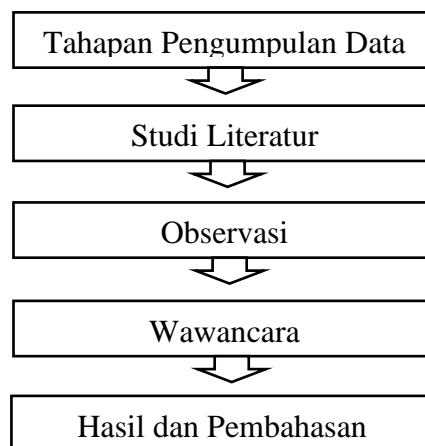 Tahapan Pengumpulan Data
Studi Literatur
Observasi
Wawancara
Hasil dan Pembahasan